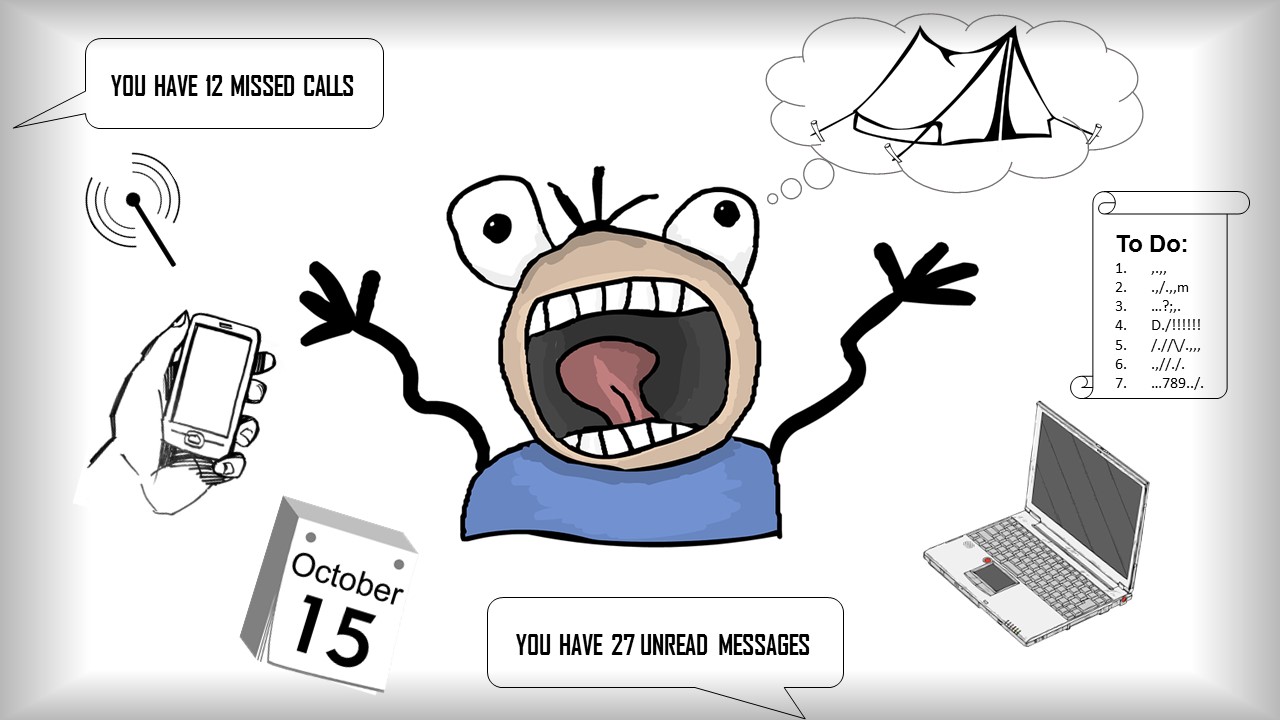 YOU HAVE 12 MISSED CALLS
To Do:
1. ,.,,
2. .,/.,,m
3. ...?;;.
4. D./!!!!!!
5. /.//\/.,,,
6. .,//./.
7. ...789../.
October
15
YOU HAVE 27 UNREAD MESSAGES